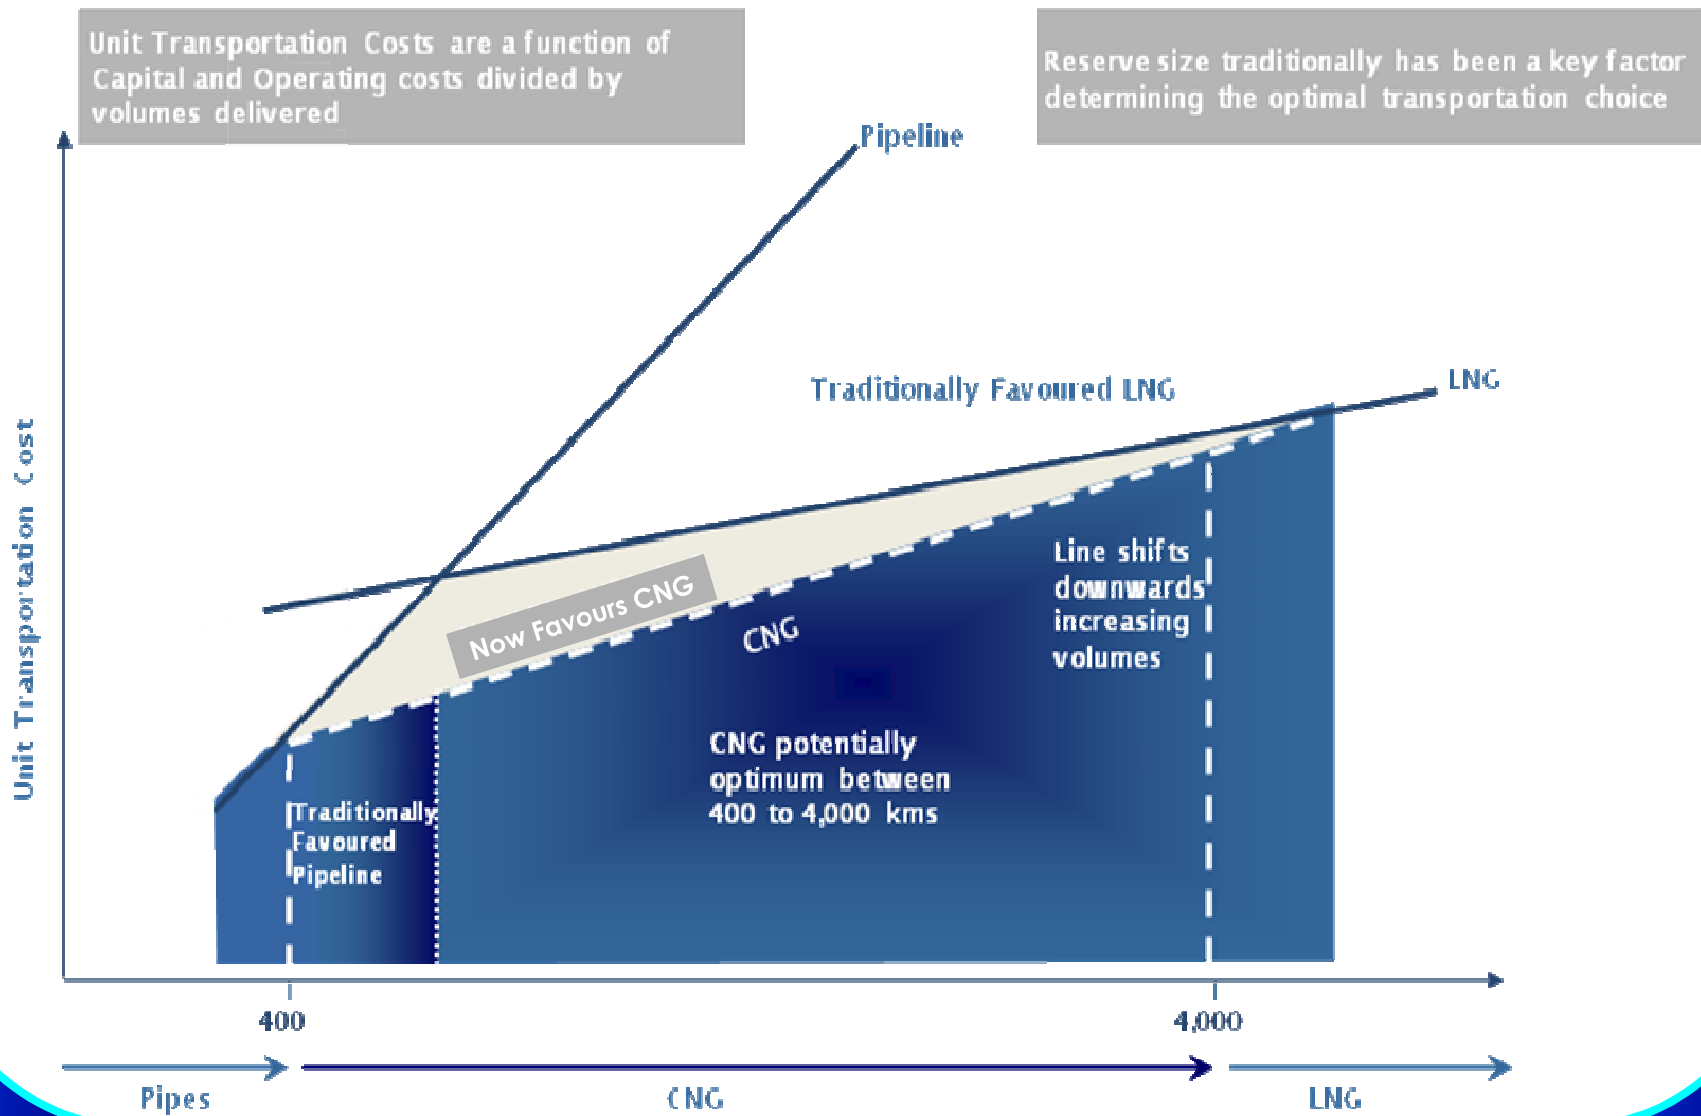 Unit Transportation Costs are a function of
Capital and Operating costs divided by
volumes delivered
Reserve size traditionally has been a key factor
determining the optimal transportation choice
Pipeline
Traditionally Favoured LNG
LNG
Unit Transportation Cost
Now Favours CNG
CNG
Line shifts
downwards
increasing
volumes
CNG potentially
optimum between
400 to 4,000 kms
Traditionally
Favoured
Pipeline
400
4,000
Pipes
CNG
LNG